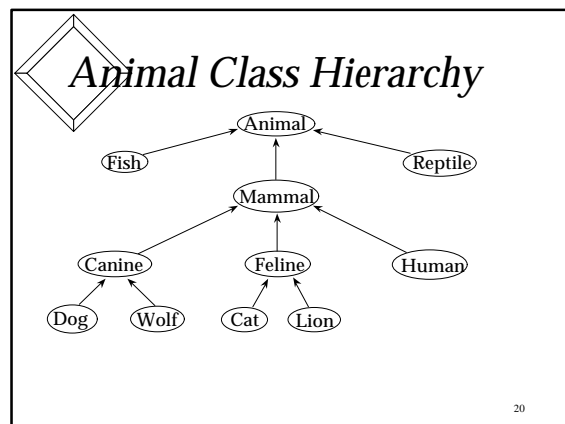 Animal Class Hierarchy
Animal
Fish
Reptile
Mammal
Canine
Feline
Human
Dog
Wolf
Cat
Lion
20